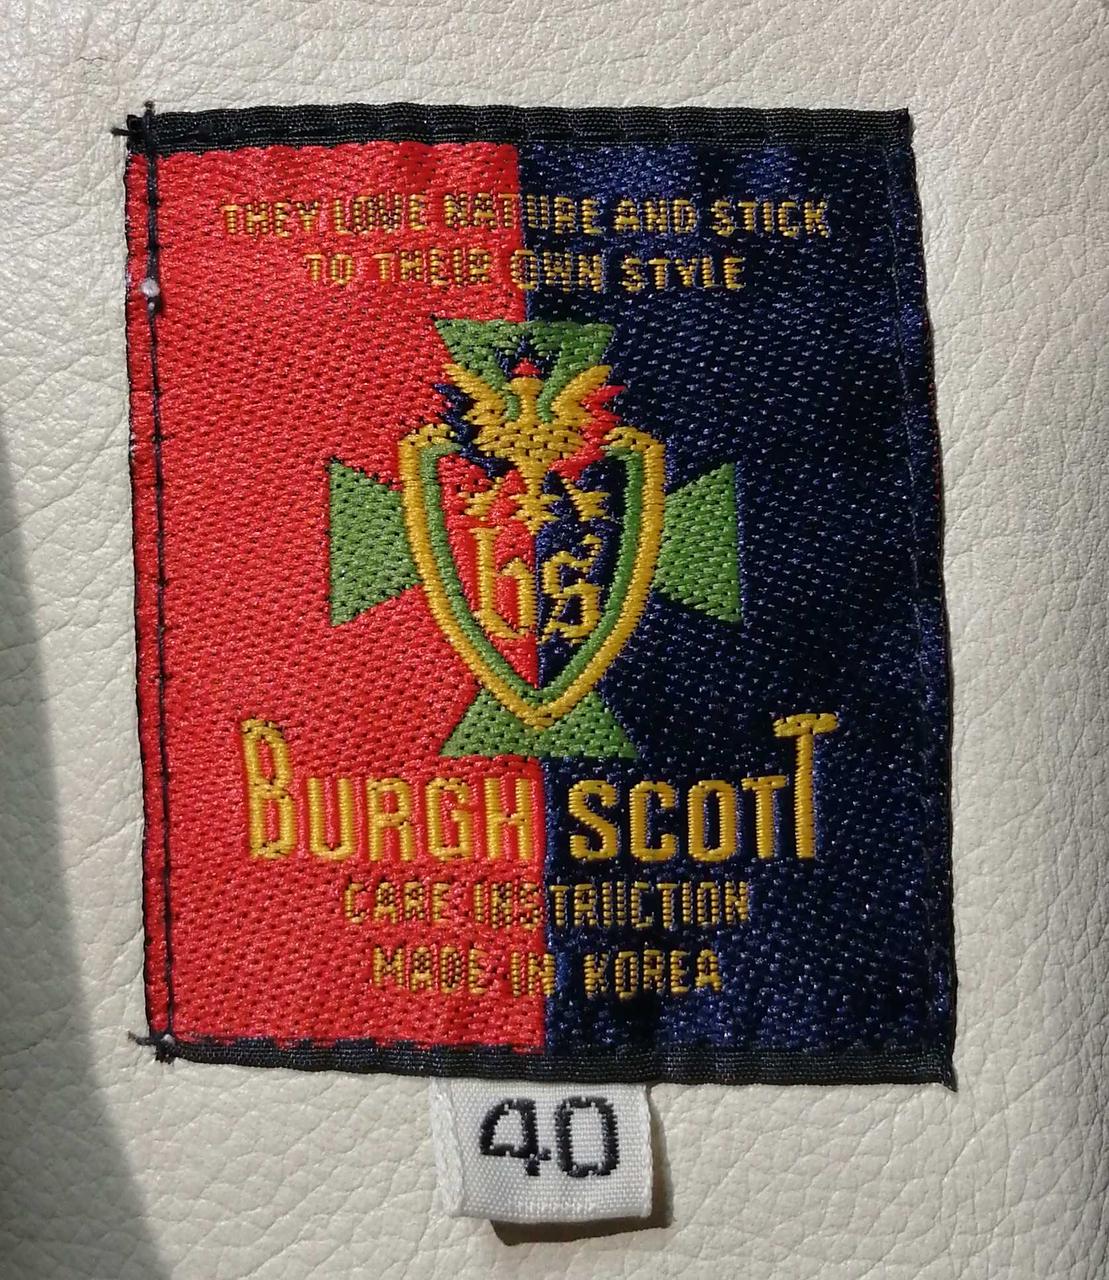 THEY LOVE NATURE AND STICK
TO THEIR OWN STYLE
bs
BURGH SCOTT
CARE INSTRUCTION
MADE IN KOREA
40